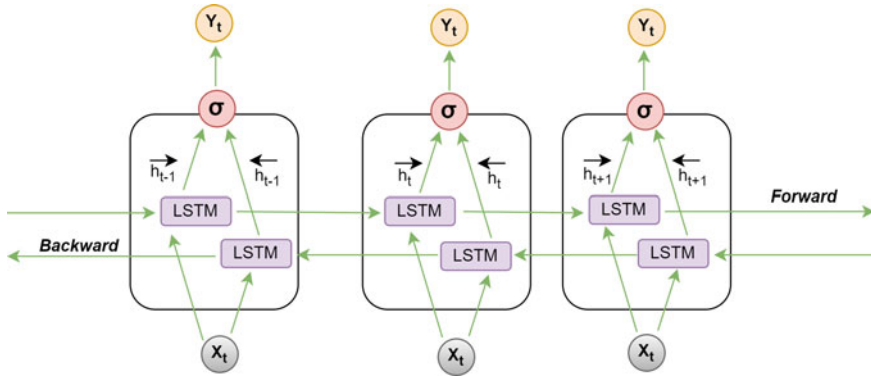 Yt Yt Yt
σ σ σ
ht-1 ht-1 ht ht ht+1 ht+1
LSTM LSTM LSTM Forward
Backward LSTM LSTM LSTM
Xt Xt Xt